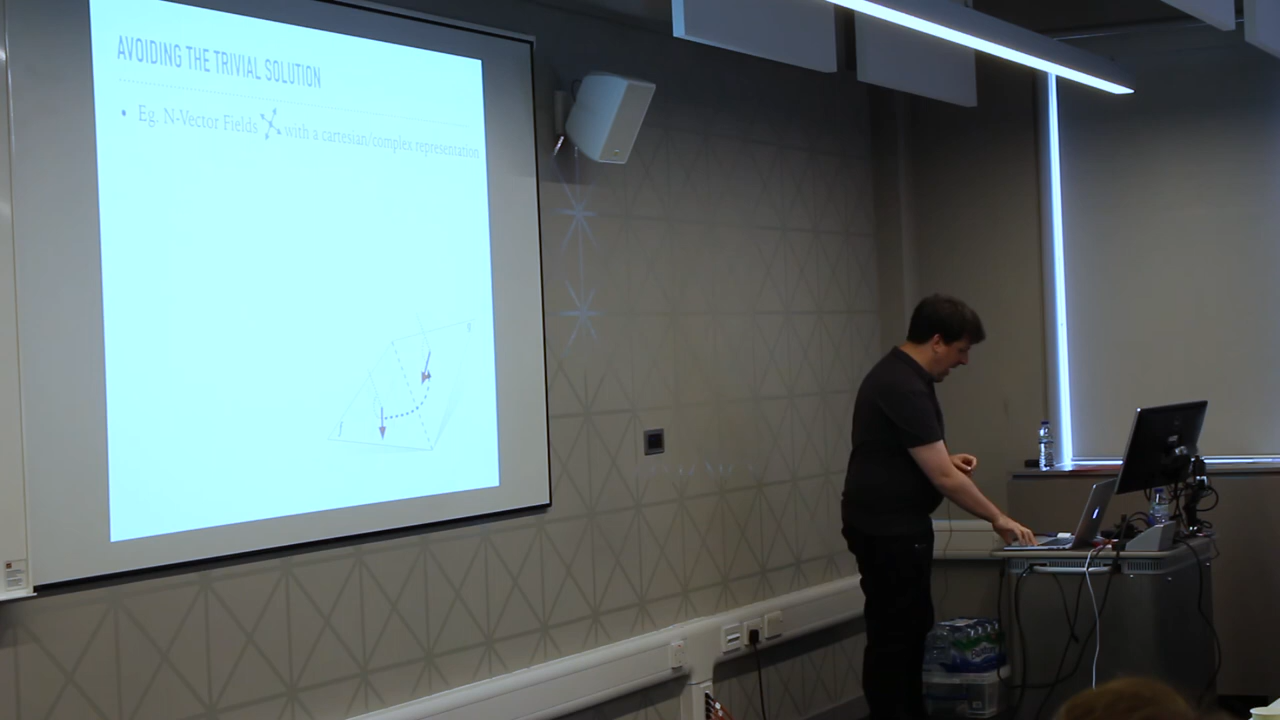 AVOIDING THE TRIVIAL SOLUTION
• Eg. N-Vector Fields with a cartesian/complex representation